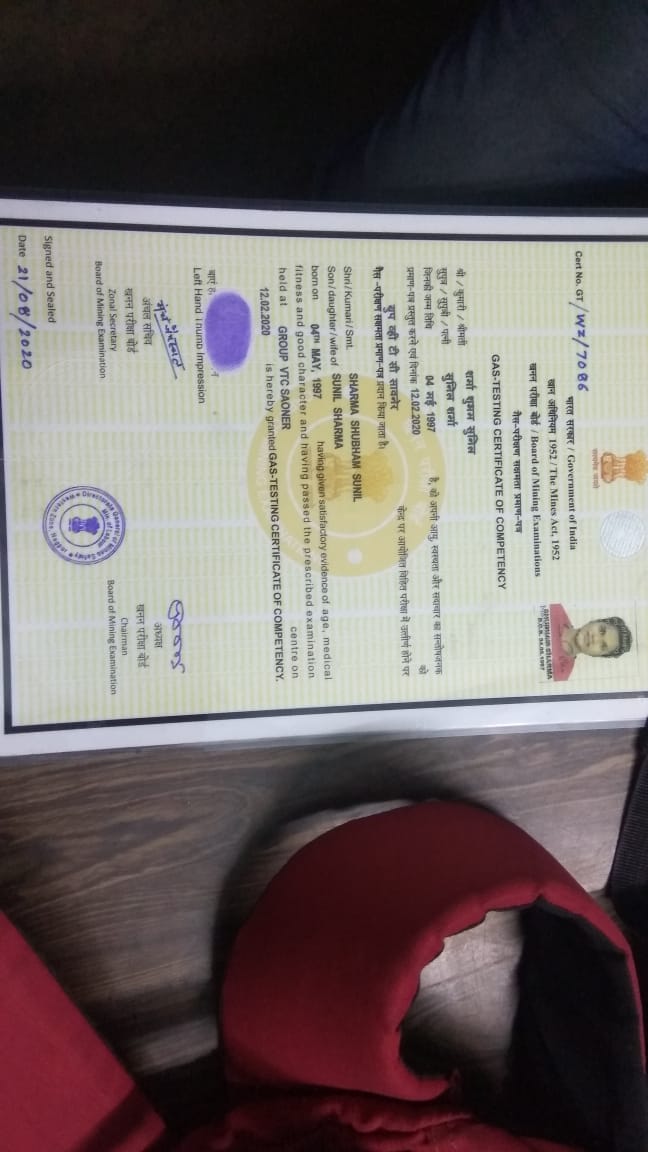 सत्यमेव जयते
Cert No. GT/WZ/7086
SHUBHAM SHARMA
D.O.B. 04.05.1997
भारत सरकार / Government of India
खान अधिनियम 1952 / The Mines Act, 1952
खनन परीक्षा बोर्ड / Board of Mining Examinations
गैस-परीक्षण सक्षमता प्रमाण-पत्र
GAS-TESTING CERTIFICATE OF COMPETENCY
श्री / कुमारी / श्रीमती शर्मा शुभम सुनिल
सुपुत्र / सुपुत्री / पत्नी सुनिल शर्मा
जिनकी जन्म तिथि 04 मई 1997 है, को अपनी आयु, स्वस्थता और सदाचार का सन्तोषजनक
प्रमाण-पत्र प्रस्तुत करने एवं दिनांक 12.02.2020 को
ग्रुप व्ही टी सी सावनेर केन्द्र पर आयोजित विहित परीक्षा में उत्तीर्ण होने पर
गैस -परीक्षण सक्षमता प्रमाण-पत्र प्रदान किया जाता है।
Shri/Kumari/Smt. SHARMA SHUBHAM SUNIL
Son/daughter/wife of SUNIL SHARMA
born on 04TH MAY, 1997 having given satisfactory evidence of age, medical
fitness and good character and having passed the prescribed examination
held at GROUP VTC SAONER centre on
12.02.2020 is hereby granted GAS-TESTING CERTIFICATE OF COMPETENCY.
बाएं
Left Hand Thumb Impression
अंचल सचिव
खनन परीक्षा बोर्ड
Zonal Secretary
Board of Mining Examination
अध्यक्ष
खनन परीक्षा बोर्ड
Chairman
Board of Mining Examination
Directorate General of Mines Safety
Min. of Labour
Western Zone, Nagpur
Signed and Sealed
Date 21/08/2020